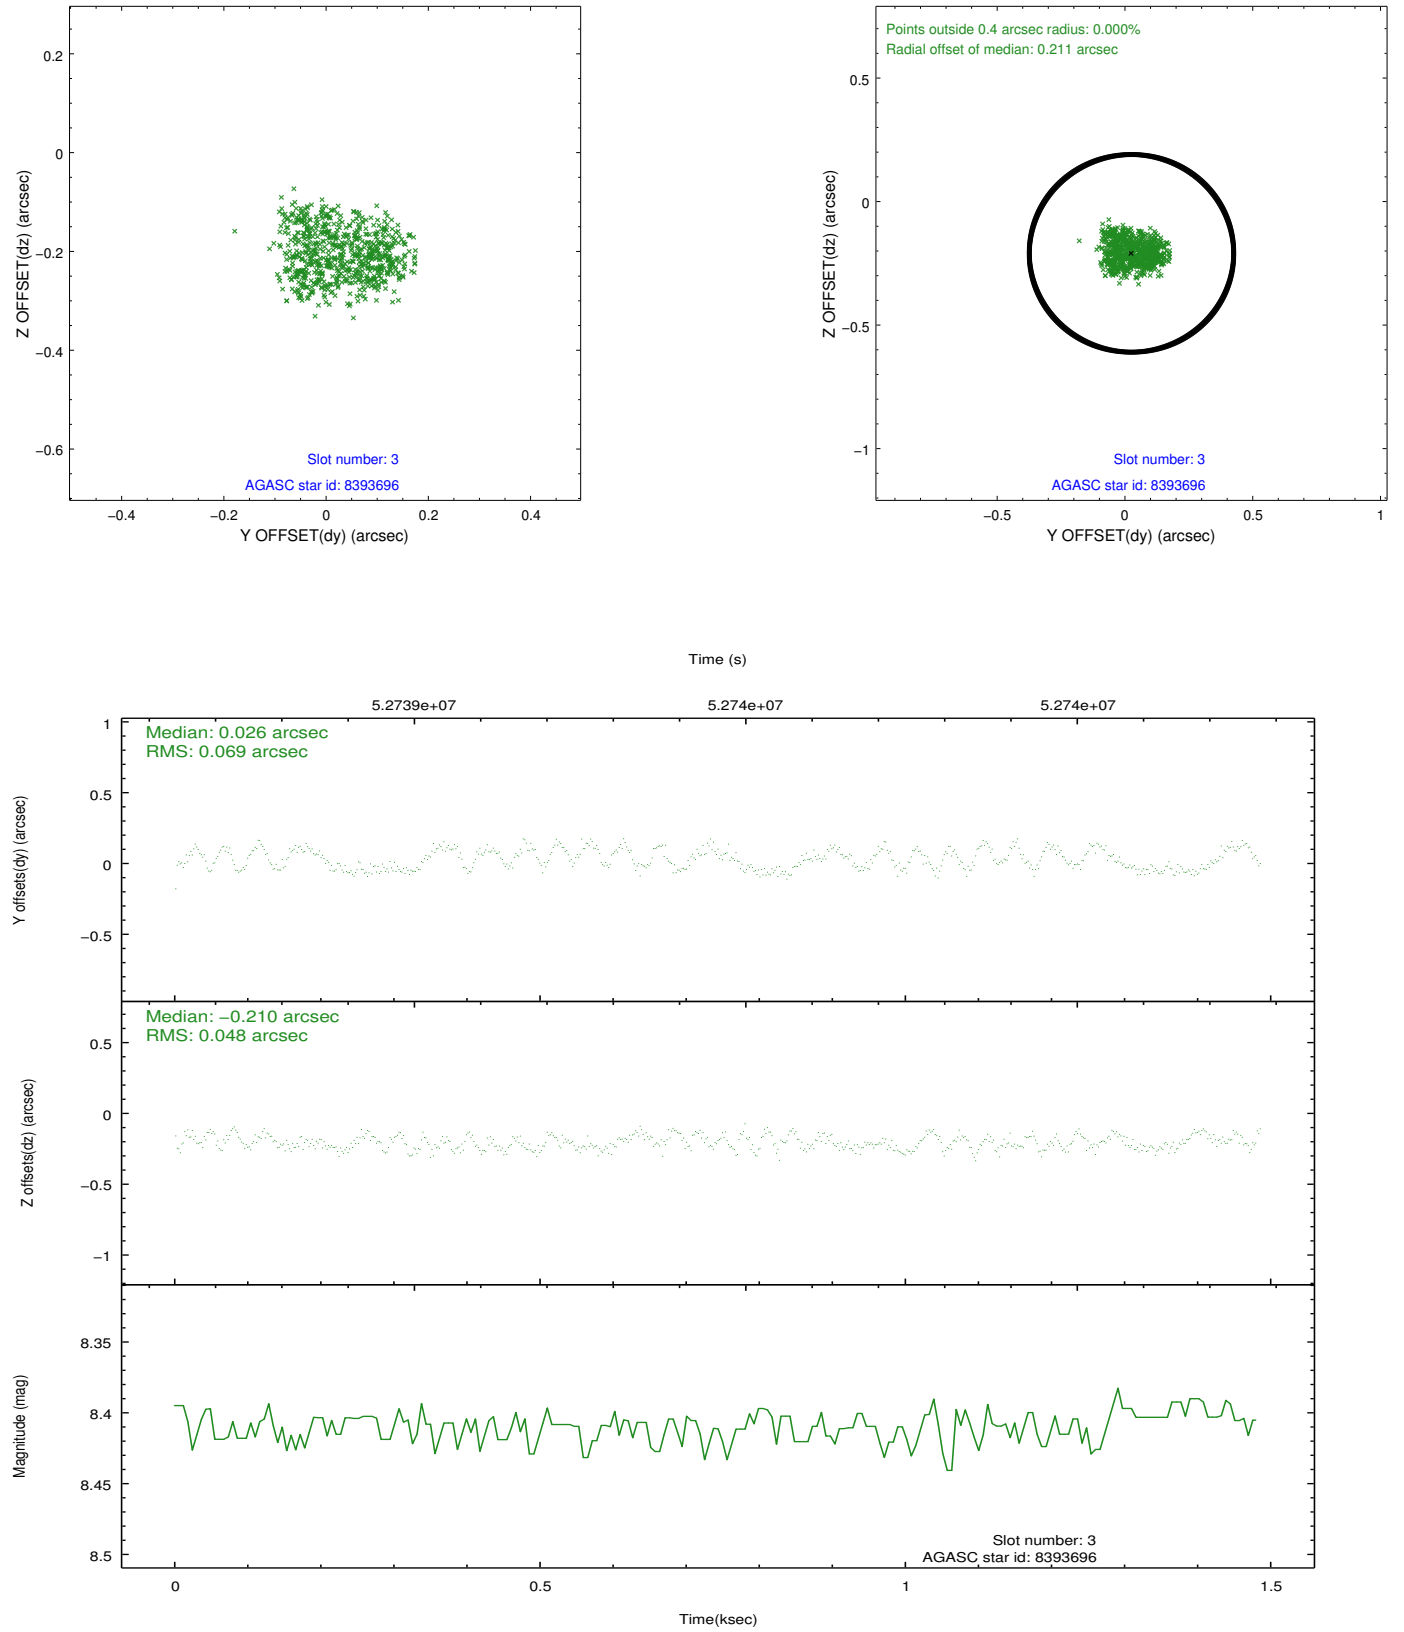 0.2
0
−0.2
−0.4
−0.6
Z OFFSET(dz) (arcsec)
Slot number: 3
AGASC star id: 8393696
−0.4 −0.2 0 0.2 0.4
Y OFFSET(dy) (arcsec)
Points outside 0.4 arcsec radius: 0.000%
Radial offset of median: 0.211 arcsec
0.5
0
−0.5
−1
Z OFFSET(dz) (arcsec)
Slot number: 3
AGASC star id: 8393696
−0.5 0 0.5 1
Y OFFSET(dy) (arcsec)
Time (s)
5.2739e+07 5.274e+07 5.274e+07
Median: 0.026 arcsec
RMS: 0.069 arcsec
1
0.5
0
−0.5
Y offsets(dy) (arcsec)
Median: −0.210 arcsec
RMS: 0.048 arcsec
0.5
0
−0.5
−1
Z offsets(dz) (arcsec)
8.35
8.4
8.45
8.5
Magnitude (mag)
Slot number: 3
AGASC star id: 8393696
0 0.5 1 1.5
Time(ksec)